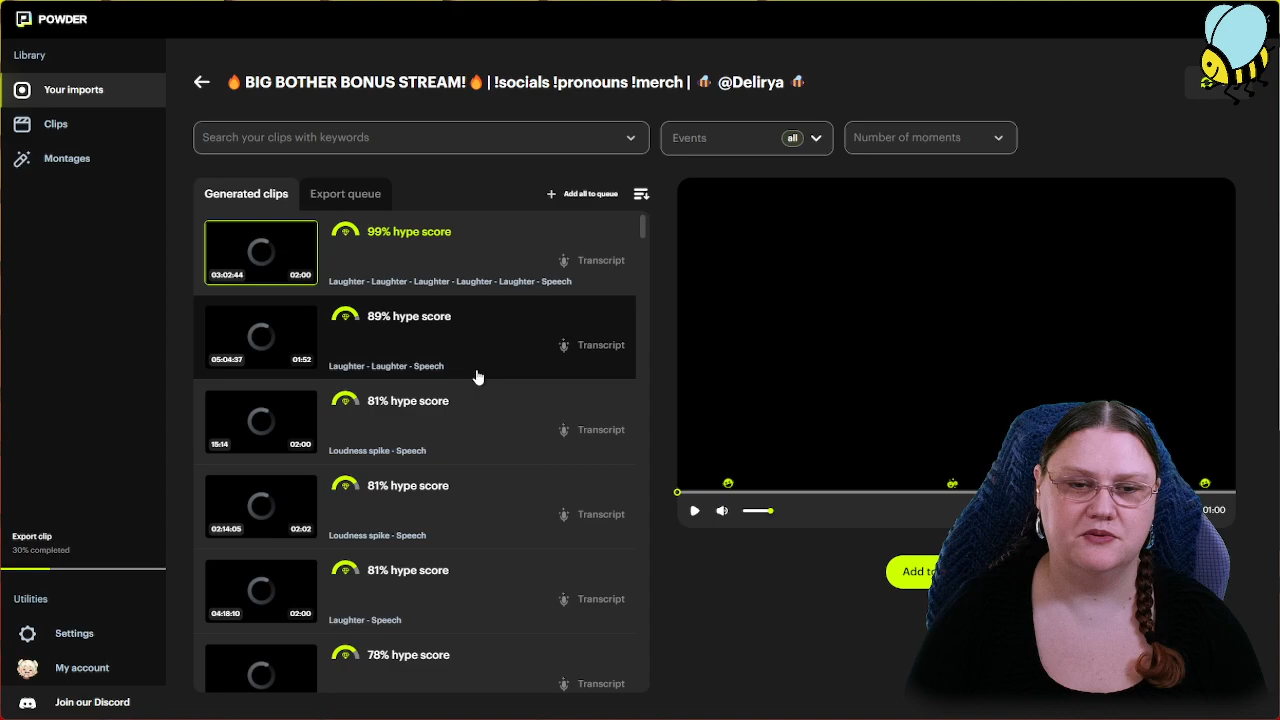 POWDER
Library
Your imports
Clips
Montages
Export clip
30% completed
Utilities
Settings
My account
Join our Discord
🔥 BIG BOTHER BONUS STREAM!🔥 | !socials !pronouns !merch | 🐝 @Delirya 🐝
Search your clips with keywords
Events
all
Number of moments
Generated clips
Export queue
+ Add all to queue
99% hype score
Transcript
03:02:44
02:00
Laughter - Laughter - Laughter - Laughter - Laughter - Speech
89% hype score
Transcript
05:04:37
01:52
Laughter - Laughter - Speech
81% hype score
Transcript
15:14
02:00
Loudness spike - Speech
81% hype score
Transcript
02:14:05
02:02
Loudness spike - Speech
81% hype score
Transcript
04:18:10
02:00
Laughter - Speech
78% hype score
Transcript
01:00
Add